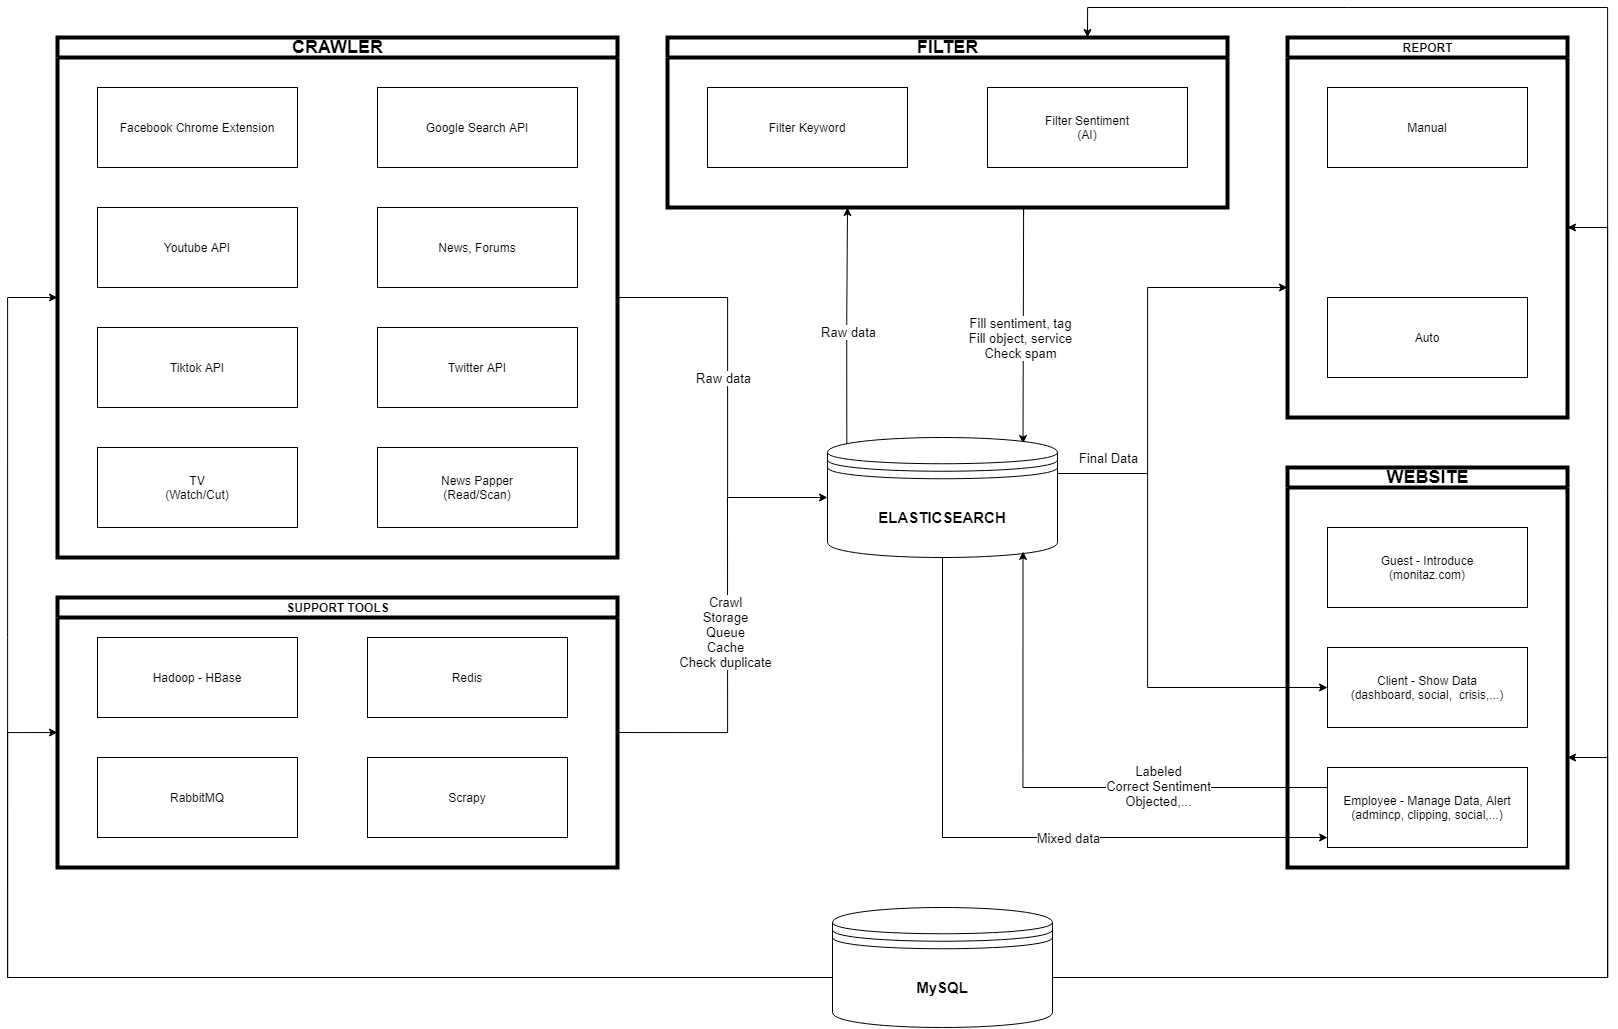 CRAWLER
Facebook Chrome Extension
Google Search API
Youtube API
News, Forums
Tiktok API
Twitter API
TV
(Watch/Cut)
News Papper
(Read/Scan)
SUPPORT TOOLS
Hadoop - HBase
Redis
RabbitMQ
Scrapy
Raw data
Crawl
Storage
Queue
Cache
Check duplicate
FILTER
Filter Keyword
Filter Sentiment
(AI)
Raw data
Fill sentiment, tag
Fill object, service
Check spam
ELASTICSEARCH
Final Data
REPORT
Manual
Auto
WEBSITE
Guest - Introduce
(monitaz.com)
Client - Show Data
(dashboard, social,  crisis,...)
Employee - Manage Data, Alert
(admincp, clipping, social,...)
Labeled
Correct Sentiment
Objected,...
Mixed data
MySQL